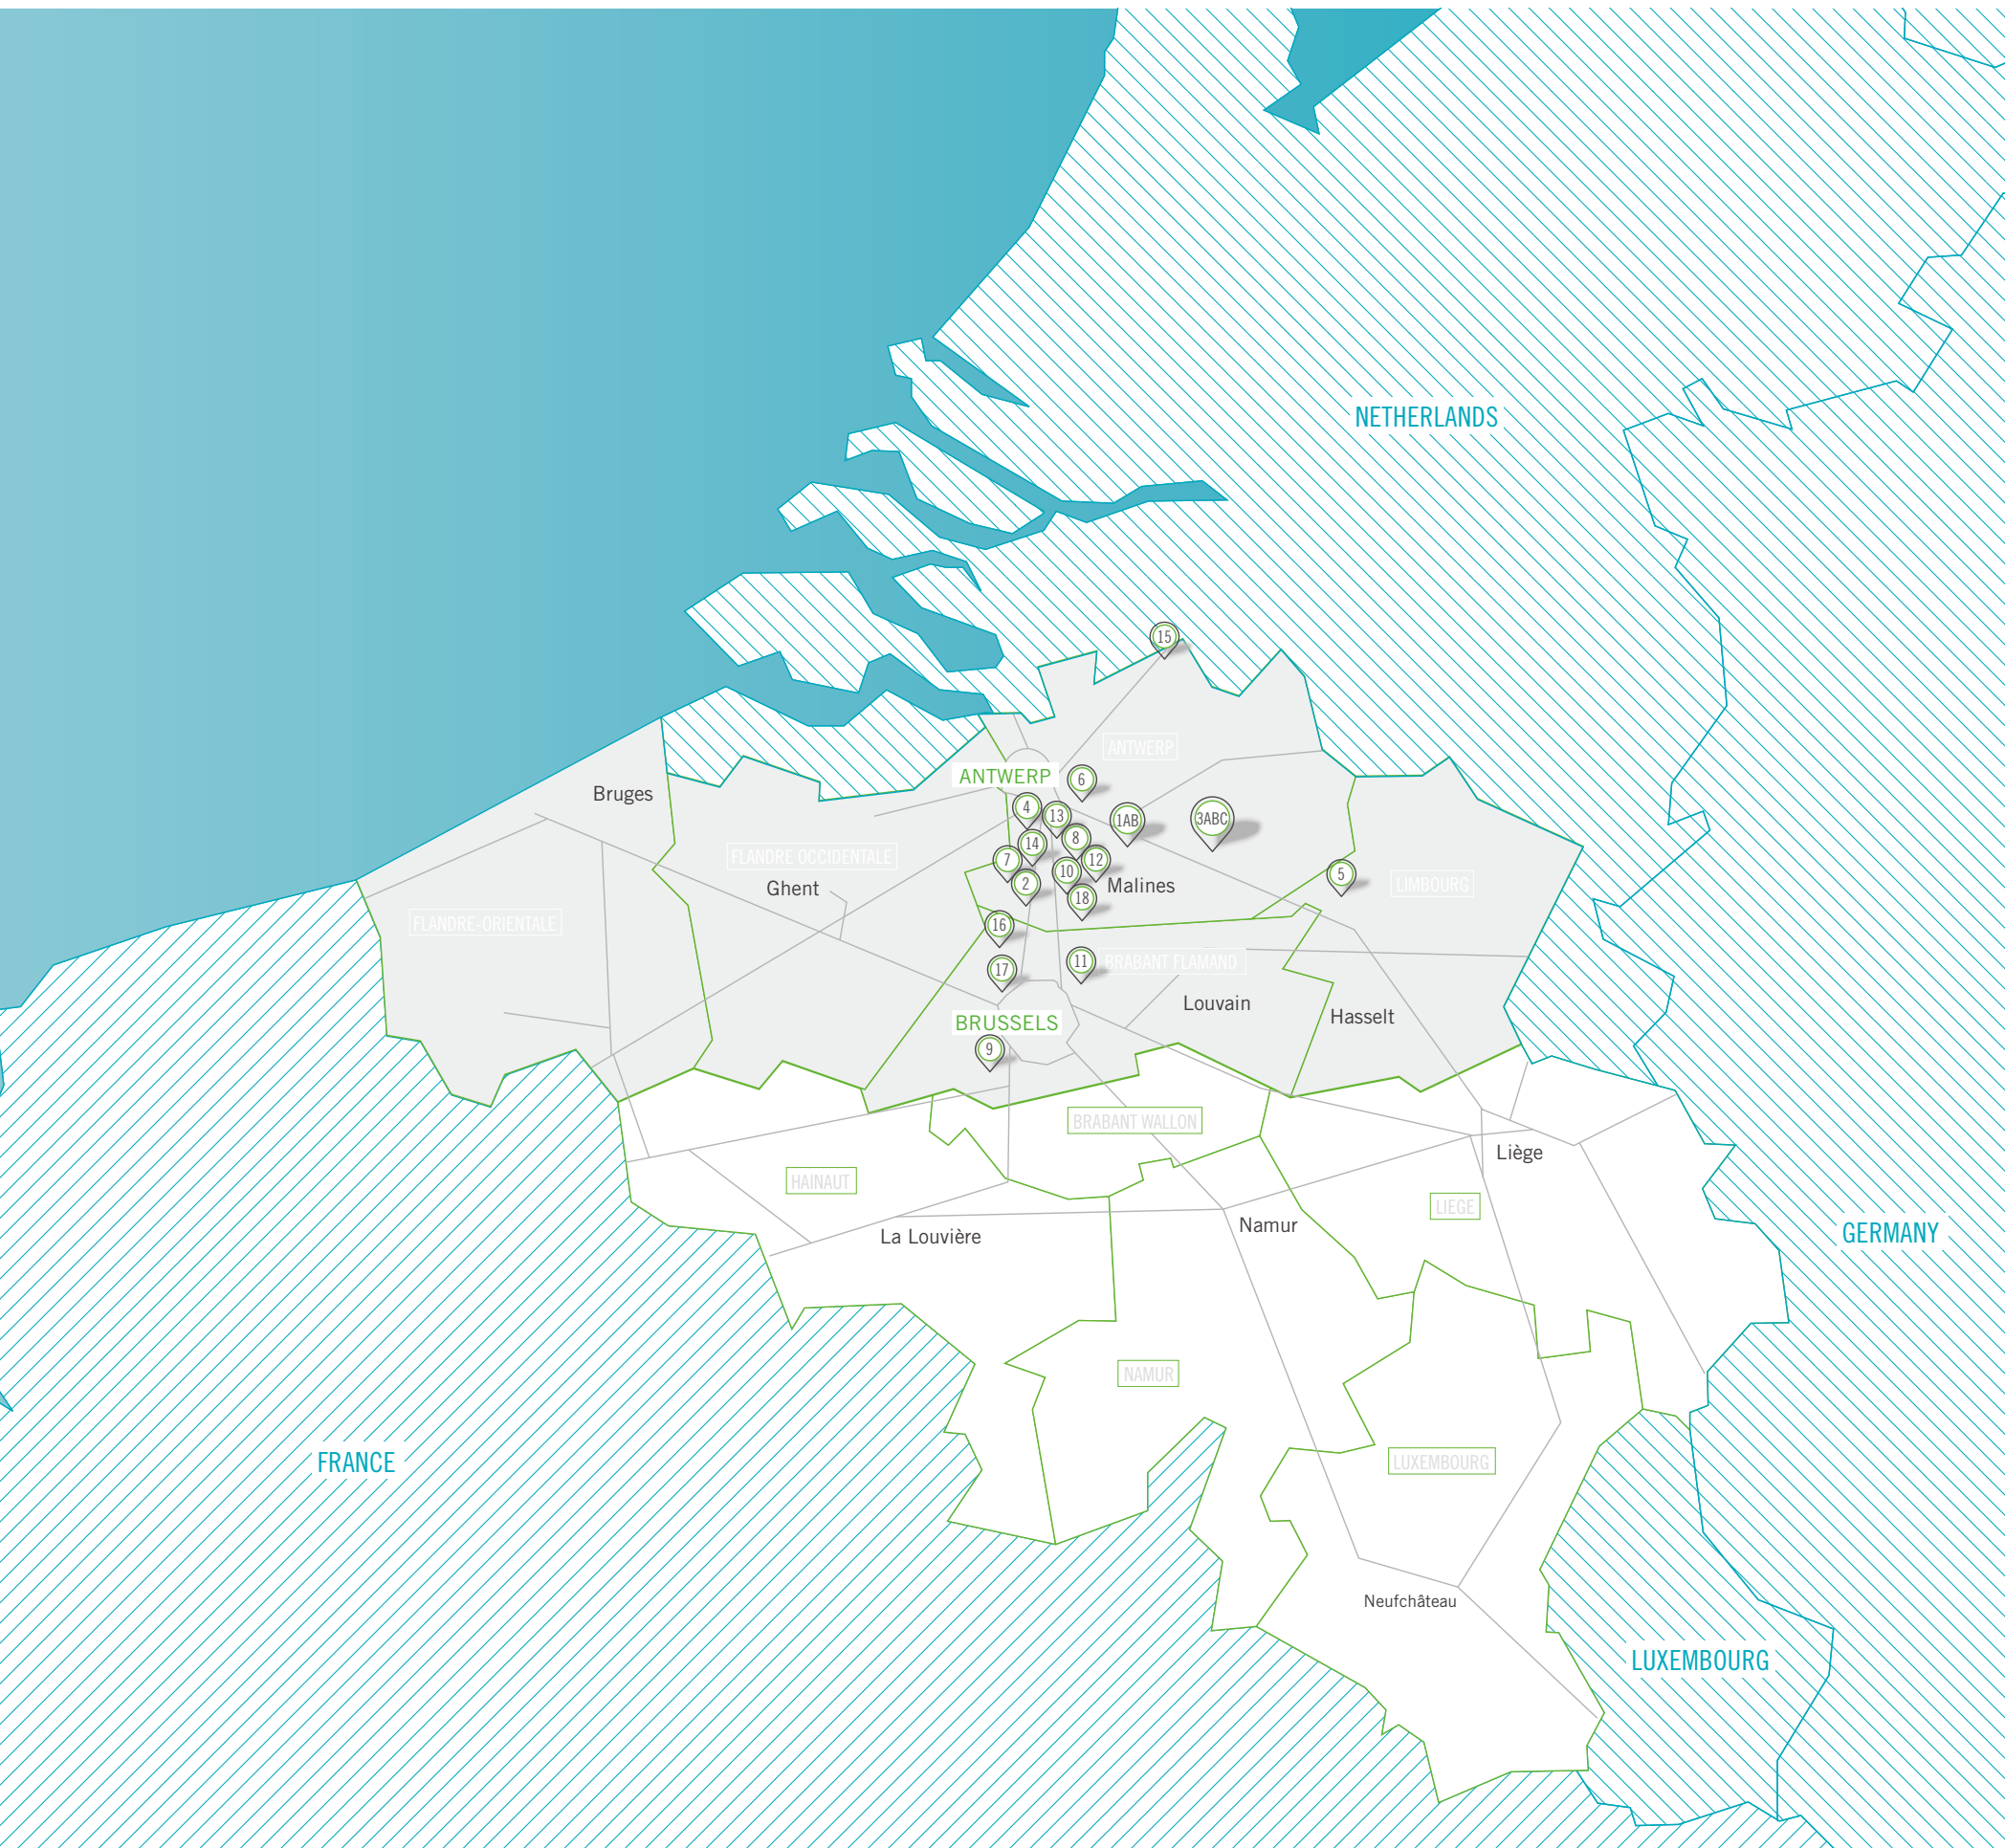 NETHERLANDS
15
ANTWERP
ANTWERP
6
Bruges
4
13
1AB
3ABC
8
14
FLANDRE OCCIDENTALE
7
12
10
5
Ghent
2
Malines
LIMBOURG
18
FLANDRE-ORIENTALE
16
11
BRABANT FLAMAND
17
Louvain
Hasselt
BRUSSELS
9
BRABANT WALLON
Liège
HAINAUT
LIEGE
Namur
La Louvière
GERMANY
NAMUR
FRANCE
LUXEMBOURG
Neufchâteau
LUXEMBOURG